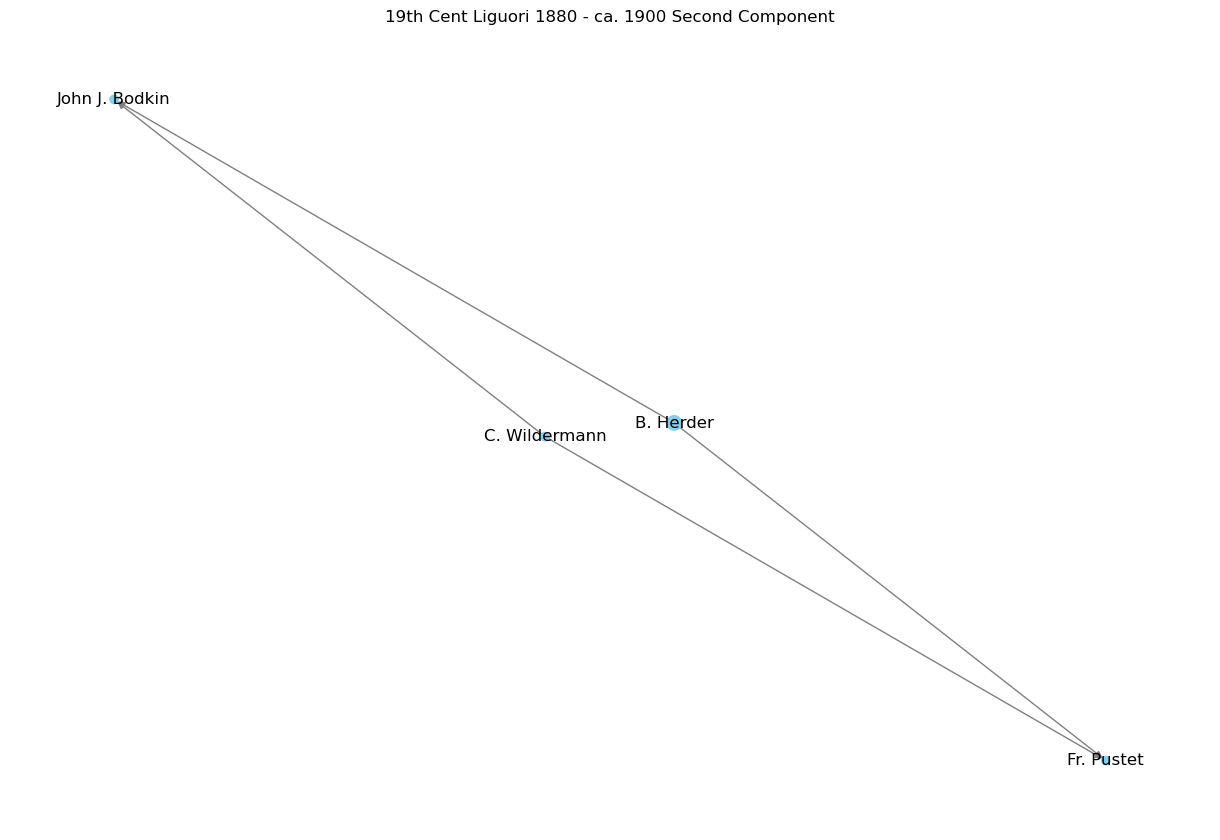 19th Cent Liguori 1880 - ca. 1900 Second Component
John J. Bodkin
B. Herder
C. Wildermann
Fr. Pustet